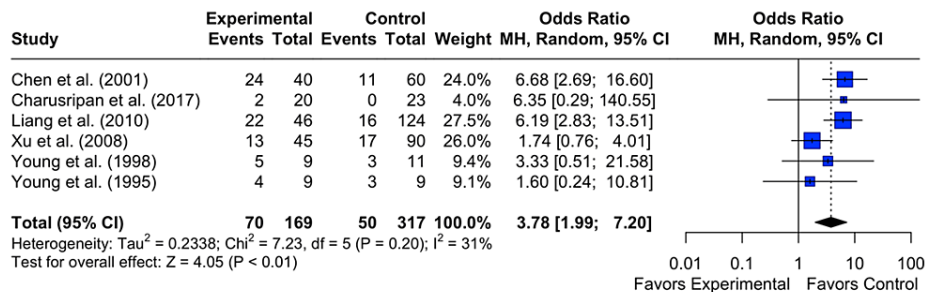 Experimental Control Odds Ratio Odds Ratio
Study Events Total Events Total Weight MH, Random, 95% CI MH, Random, 95% CI
Chen et al. (2001) 24 40 11 60 24.0% 6.68 [2.69; 16.60]
Charusripan et al. (2017) 2 20 0 23 4.0% 6.35 [0.29; 140.55]
Liang et al. (2010) 22 46 16 124 27.5% 6.19 [2.83; 13.51]
Xu et al. (2008) 13 45 17 90 26.0% 1.74 [0.76; 4.01]
Young et al. (1998) 5 9 3 11 9.4% 3.33 [0.51; 21.58]
Young et al. (1995) 4 9 3 9 9.1% 1.60 [0.24; 10.81]
Total (95% CI) 70 169 50 317 100.0% 3.78 [1.99; 7.20]
Heterogeneity: Tau² = 0.2338; Chi² = 7.23, df = 5 (P = 0.20); I² = 31%
Test for overall effect: Z = 4.05 (P < 0.01)
0.01 0.1 1 10 100
Favors Experimental Favors Control